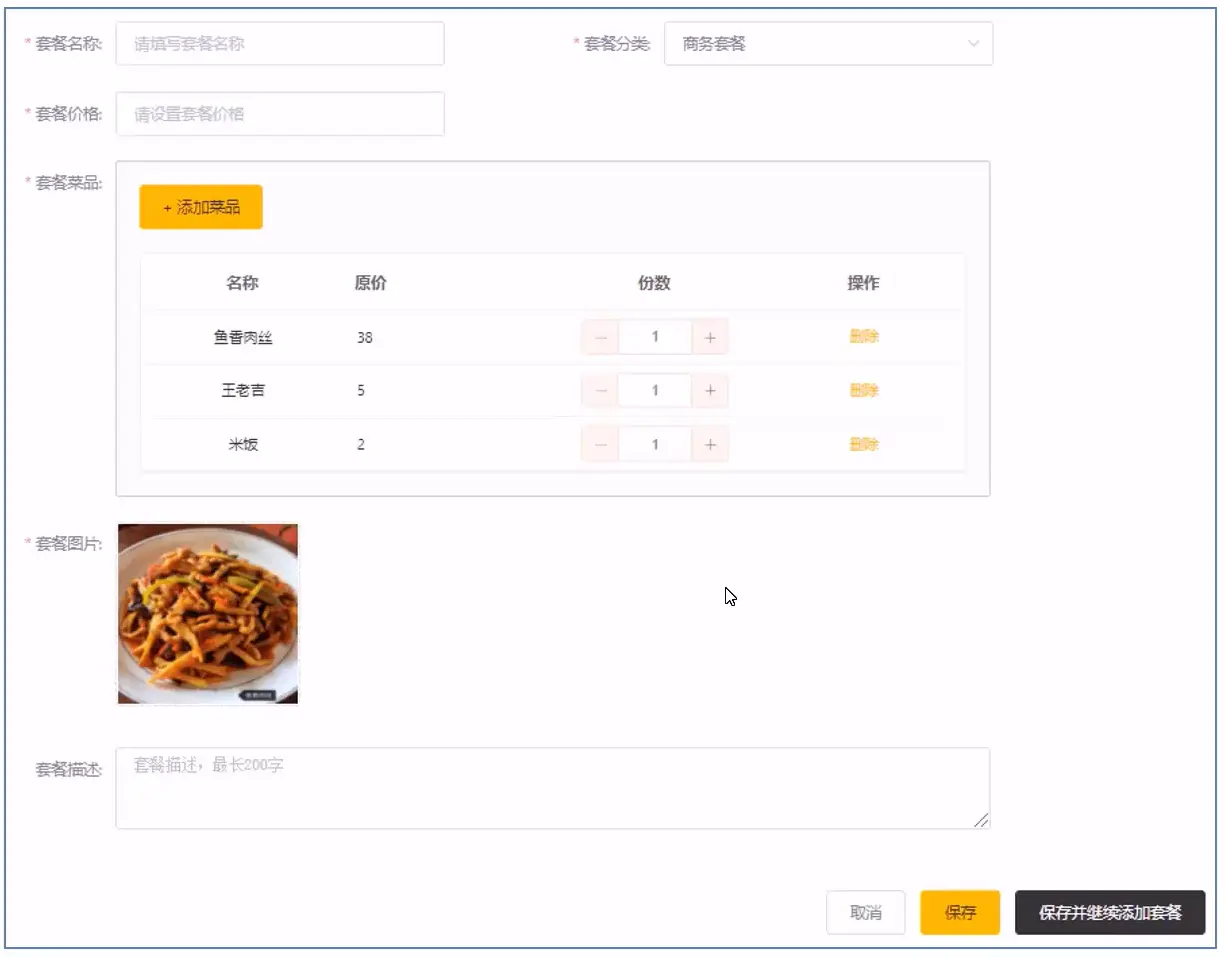 * 套餐名称: 请填写套餐名称 * 套餐分类: 商务套餐
* 套餐价格: 请设置套餐价格
* 套餐菜品:
+ 添加菜品
名称 原价 份数 操作
鱼香肉丝 38 — 1 + 删除
王老吉 5 — 1 + 删除
米饭 2 — 1 + 删除
* 套餐图片:
套餐描述: 套餐描述，最长200字
取消 保存 保存并继续添加套餐